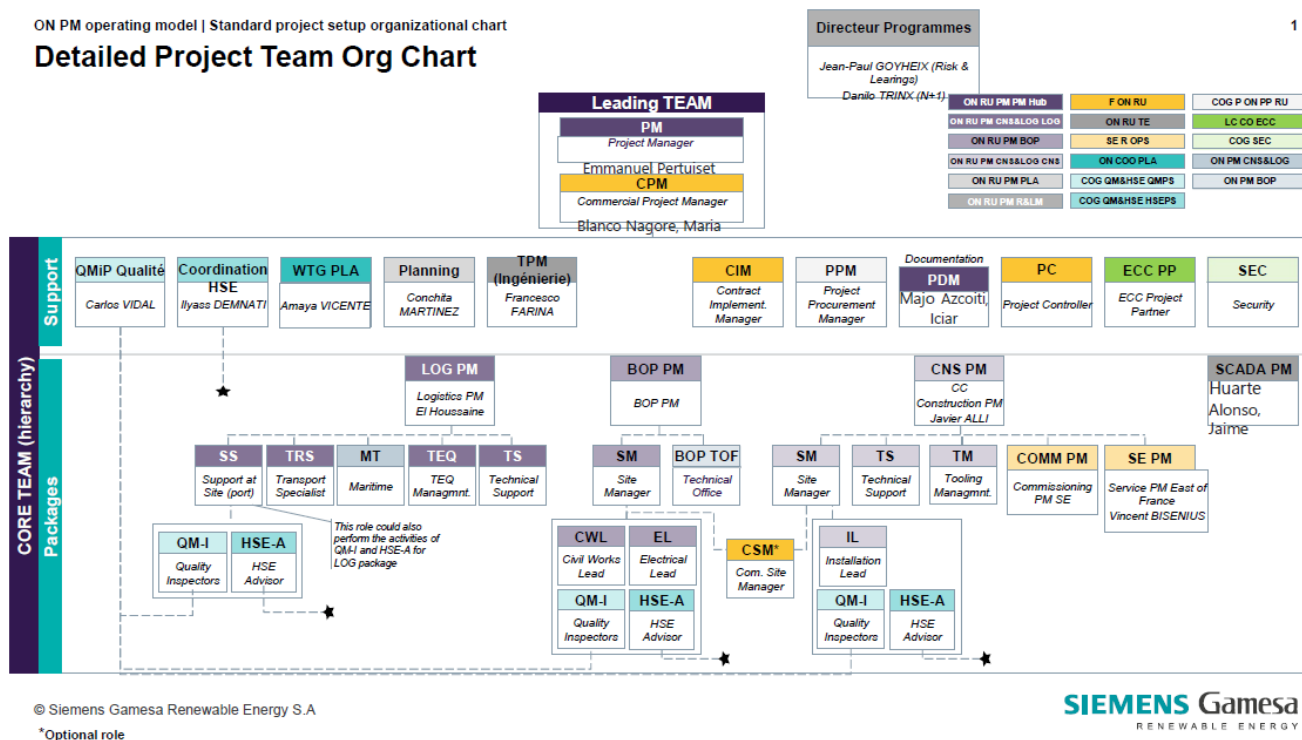 ON PM operating model | Standard project setup organizational chart
1
Detailed Project Team Org Chart
Directeur Programmes
Jean-Paul GOYHEIX (Risk &
Learings)
Danilo TRINX (N+1)
Leading TEAM
PM
Project Manager
Emmanuel Pertuiset
CPM
Commercial Project Manager
Blanco Nagore, Maria
ON RU PM PM Hub
F ON RU
COG P ON PP RU
ON RU PM CNS&LOG LOG
ON RU TE
LC CO ECC
ON RU PM BOP
SE R OPS
COG SEC
ON RU PM CNS&LOG CNS
ON COO PLA
ON PM CNS&LOG
ON RU PM PLA
COG QM&HSE QMPS
ON PM BOP
ON RU PM R&LM
COG QM&HSE HSEPS
CORE TEAM (hierarchy)
Support
QMiP Qualité
Carlos VIDAL
Coordination
HSE
Ilyass DEMNATI
WTG PLA
Amaya VICENTE
Planning
Conchita
MARTINEZ
TPM
(Ingénierie)
Francesco
FARINA
CIM
Contract
Implement.
Manager
PPM
Project
Procurement
Manager
Documentation
PDM
Majo Azcoiti,
Iciar
PC
Project Controller
ECC PP
ECC Project
Partner
SEC
Security
Packages
LOG PM
Logistics PM
El Houssaine
BOP PM
BOP PM
CNS PM
CC
Construction PM
Javier ALLI
SCADA PM
Huarte
Alonso,
Jaime
SS
Support at
Site (port)
TRS
Transport
Specialist
MT
Maritime
TEQ
TEQ
Managmnt.
TS
Technical
Support
SM
Site
Manager
BOP TOF
Technical
Office
SM
Site
Manager
TS
Technical
Support
TM
Tooling
Managmnt.
COMM PM
Commissioning
PM SE
SE PM
Service PM East of
France
Vincent BISENIUS
This role could also
perform the activities of
QM-I and HSE-A for
LOG package
QM-I
Quality
Inspectors
HSE-A
HSE
Advisor
CWL
Civil Works
Lead
EL
Electrical
Lead
QM-I
Quality
Inspectors
HSE-A
HSE
Advisor
CSM*
Com. Site
Manager
IL
Installation
Lead
QM-I
Quality
Inspectors
HSE-A
HSE
Advisor
© Siemens Gamesa Renewable Energy S.A
*Optional role
SIEMENS Gamesa
RENEWABLE ENERGY